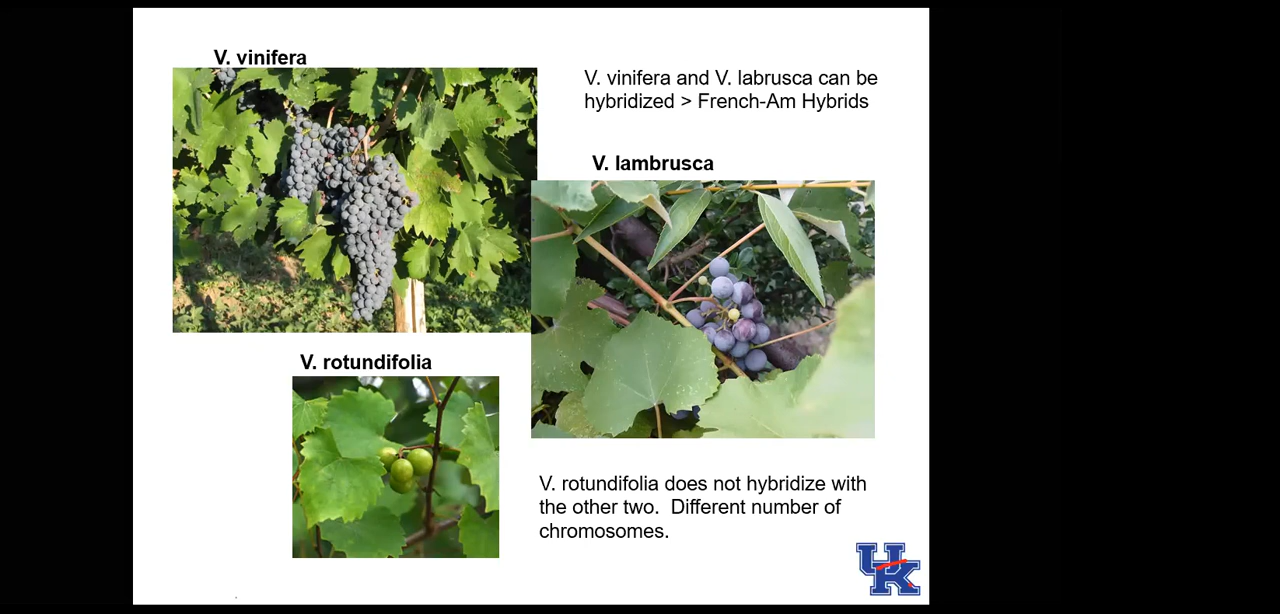 V. vinifera
V. vinifera and V. labrusca can be
hybridized > French-Am Hybrids
V. lambrusca
V. rotundifolia
V. rotundifolia does not hybridize with
the other two.  Different number of
chromosomes.
UK